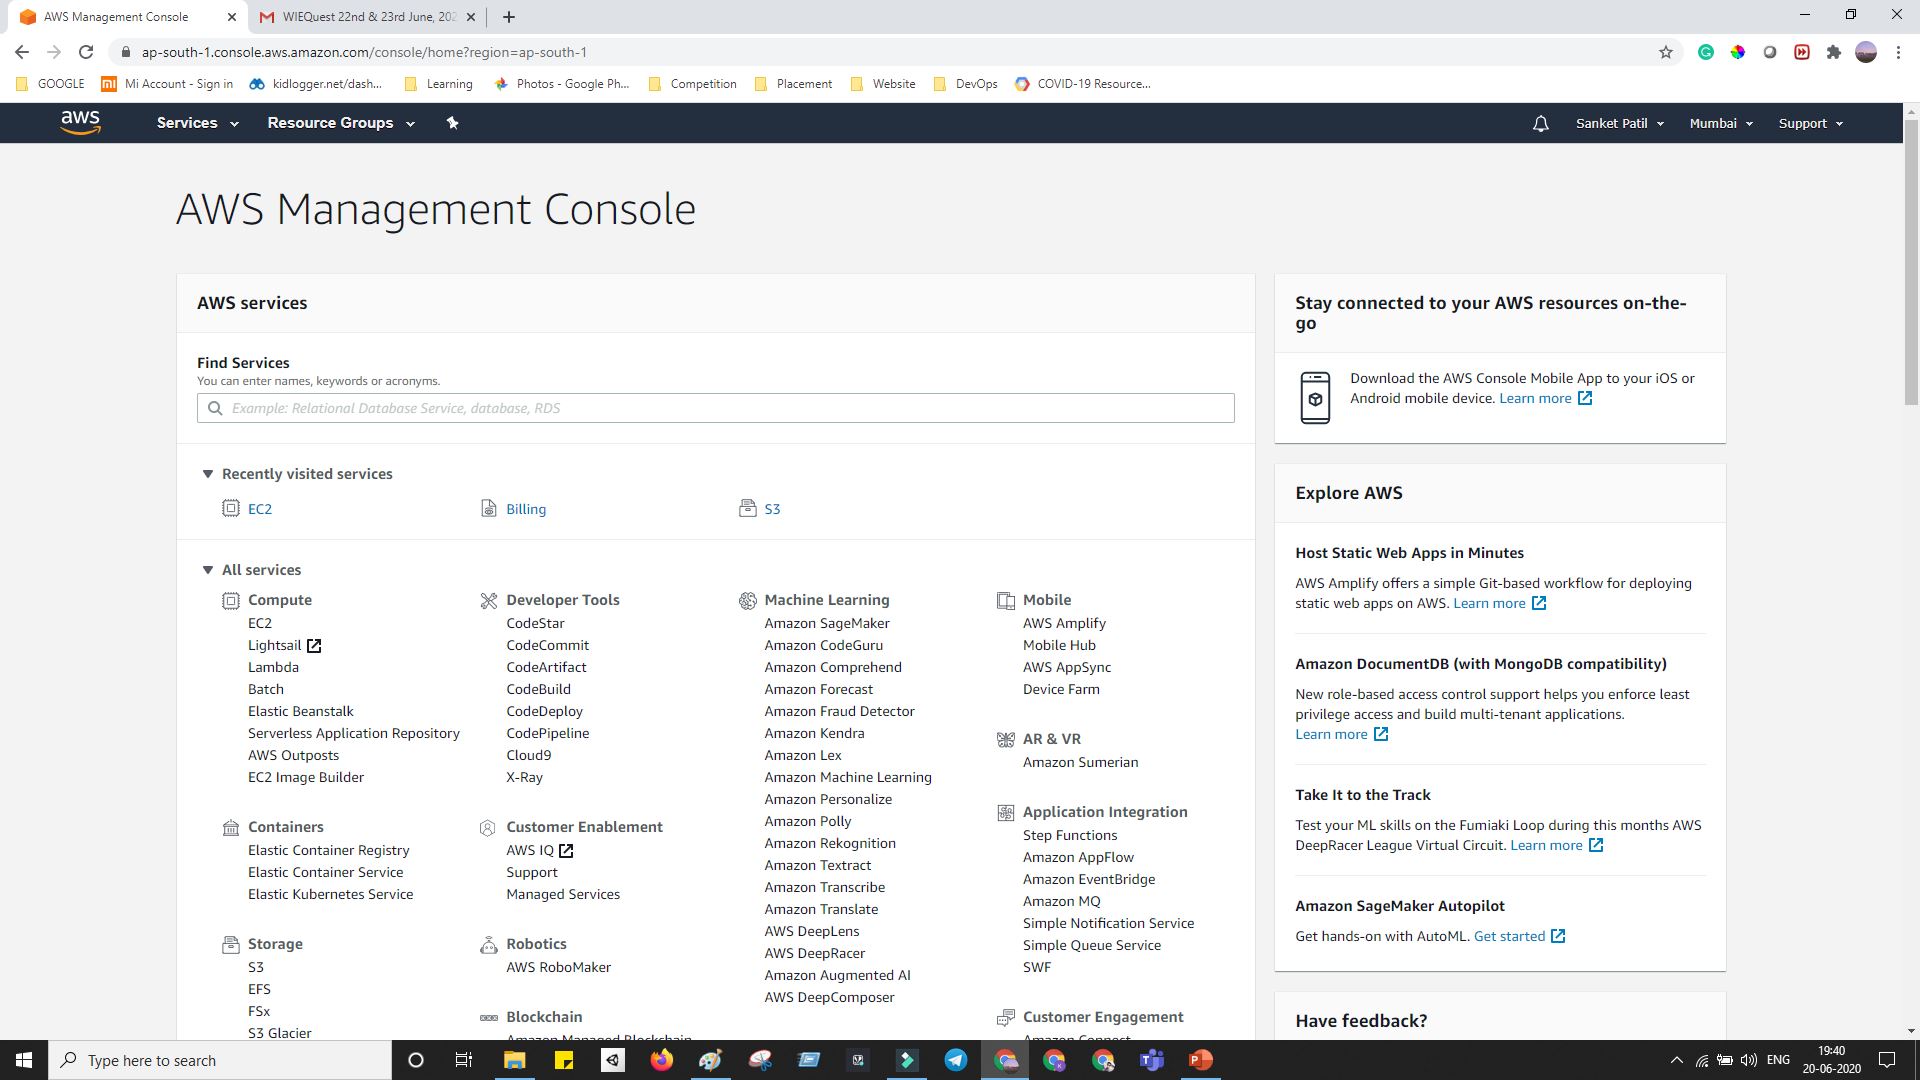 AWS Management Console
WIEQuest 22nd & 23rd June, 202
ap-south-1.console.aws.amazon.com/console/home?region=ap-south-1
GOOGLE
Mi Account - Sign in
kidlogger.net/dash...
Learning
Photos - Google Ph...
Competition
Placement
Website
DevOps
COVID-19 Resource...
aws
Services
Resource Groups
Sanket Patil
Mumbai
Support
AWS Management Console
AWS services
Find Services
You can enter names, keywords or acronyms.
Example: Relational Database Service, database, RDS
Recently visited services
EC2
Billing
S3
All services
Compute
EC2
Lightsail
Lambda
Batch
Elastic Beanstalk
Serverless Application Repository
AWS Outposts
EC2 Image Builder
Containers
Elastic Container Registry
Elastic Container Service
Elastic Kubernetes Service
Storage
S3
EFS
FSx
S3 Glacier
Developer Tools
CodeStar
CodeCommit
CodeArtifact
CodeBuild
CodeDeploy
CodePipeline
Cloud9
X-Ray
Customer Enablement
AWS IQ
Support
Managed Services
Robotics
AWS RoboMaker
Blockchain
Amazon Managed Blockchain
Machine Learning
Amazon SageMaker
Amazon CodeGuru
Amazon Comprehend
Amazon Forecast
Amazon Fraud Detector
Amazon Kendra
Amazon Lex
Amazon Machine Learning
Amazon Personalize
Amazon Polly
Amazon Rekognition
Amazon Textract
Amazon Transcribe
Amazon Translate
AWS DeepLens
AWS DeepRacer
Amazon Augmented AI
AWS DeepComposer
Mobile
AWS Amplify
Mobile Hub
AWS AppSync
Device Farm
AR & VR
Amazon Sumerian
Application Integration
Step Functions
Amazon AppFlow
Amazon EventBridge
Amazon MQ
Simple Notification Service
Simple Queue Service
SWF
Customer Engagement
Amazon Connect
Stay connected to your AWS resources on-the-
go
Download the AWS Console Mobile App to your iOS or
Android mobile device. Learn more
Explore AWS
Host Static Web Apps in Minutes
AWS Amplify offers a simple Git-based workflow for deploying
static web apps on AWS. Learn more
Amazon DocumentDB (with MongoDB compatibility)
New role-based access control support helps you enforce least
privilege access and build multi-tenant applications.
Learn more
Take It to the Track
Test your ML skills on the Fumiaki Loop during this months AWS
DeepRacer League Virtual Circuit. Learn more
Amazon SageMaker Autopilot
Get hands-on with AutoML. Get started
Have feedback?
Type here to search
ENG
19:40
20-06-2020